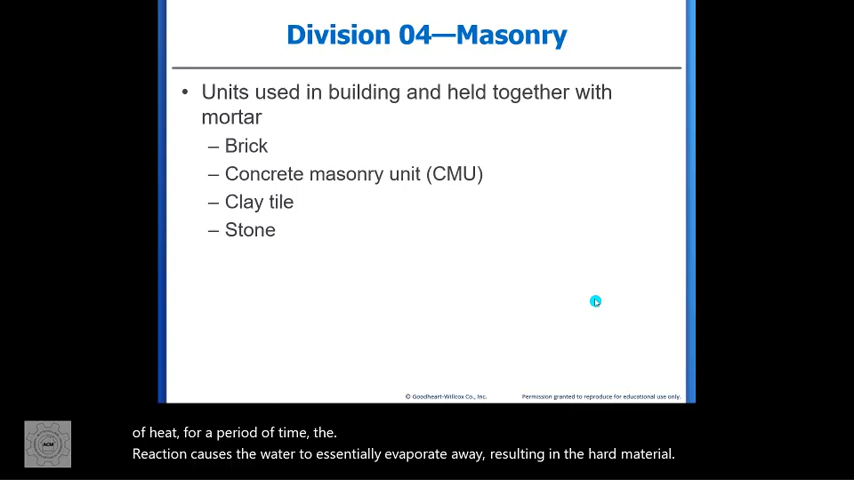 Division 04—Masonry
• Units used in building and held together with
mortar
– Brick
– Concrete masonry unit (CMU)
– Clay tile
– Stone
© Goodheart-Willcox Co., Inc. Permission granted to reproduce for educational use only.
ACM
of heat, for a period of time, the.
Reaction causes the water to essentially evaporate away, resulting in the hard material.